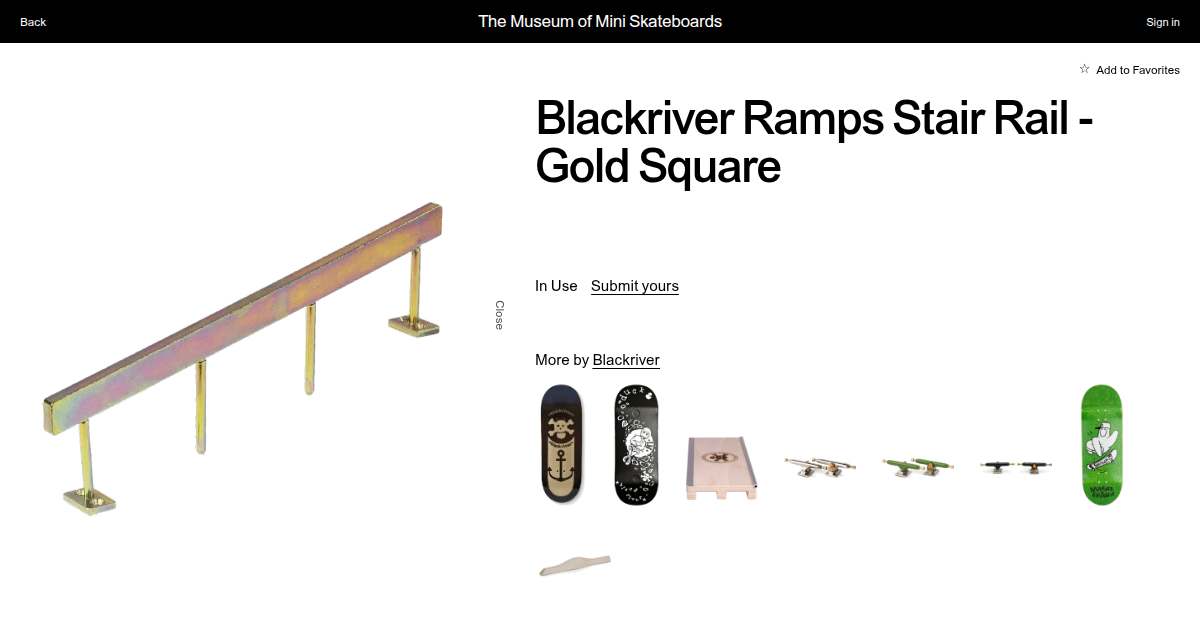 Back
The Museum of Mini Skateboards
Sign in
☆ Add to Favorites
Blackriver Ramps Stair Rail -
Gold Square
Close
In Use Submit yours
More by Blackriver